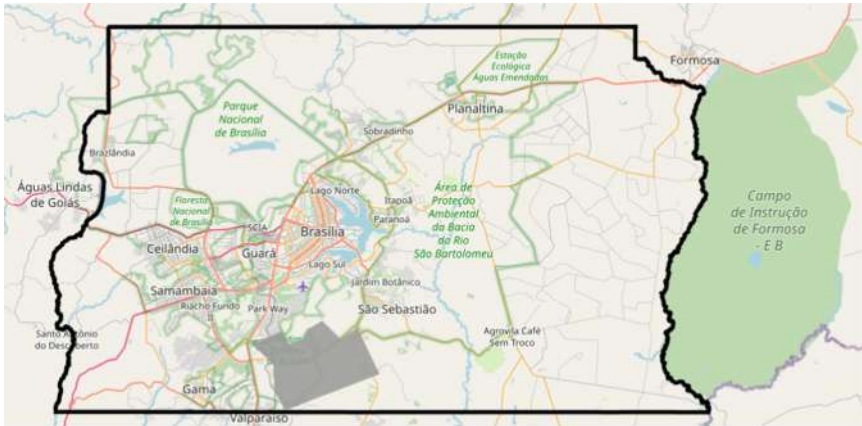 Formosa
Estação
Ecológica
Águas Emendadas
Planaltina
Parque
Nacional
de Brasília
Sobradinho
Brazlândia
Águas Lindas
de Goiás
Floresta
Nacional
de Brasília
Lago Norte
Itapoã
Paranoá
Área de
Proteção
Ambiental
da Bacia
da Rio
São Bartolomeu
Campo
de Instrução
de Formosa
- E B
SCIA
Brasília
Ceilândia
Guará
Lago Sul
Jardim Botânico
Samambaia
Riacho Fundo
Park Way
São Sebastião
Santo Antônio
do Descoberto
Agrovila Café
Sem Troco
Gama
Valparaíso